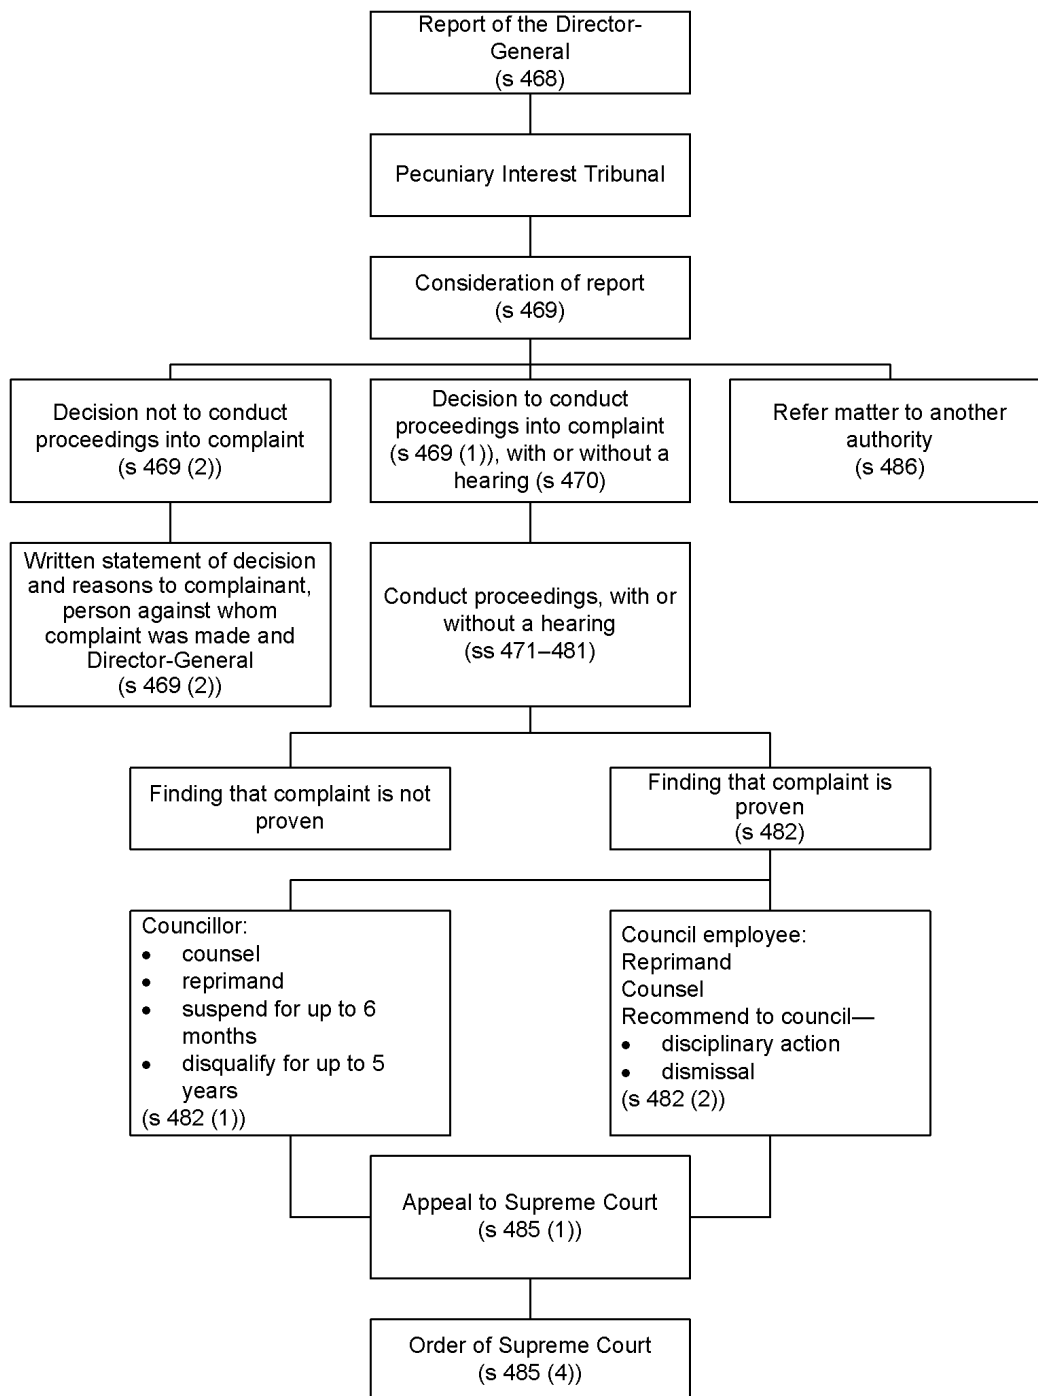 Report of the Director-
General
(s 468)
Pecuniary Interest Tribunal
Consideration of report
(s 469)
Decision not to conduct
proceedings into complaint
(s 469 (2))
Decision to conduct
proceedings into complaint
(s 469 (1)), with or without a
hearing (s 470)
Refer matter to another
authority
(s 486)
Written statement of decision
and reasons to complainant,
person against whom
complaint was made and
Director-General
(s 469 (2))
Conduct proceedings, with or
without a hearing
(ss 471–481)
Finding that complaint is not
proven
Finding that complaint is
proven
(s 482)
Councillor:
• counsel
• reprimand
• suspend for up to 6
months
• disqualify for up to 5
years
(s 482 (1))
Council employee:
Reprimand
Counsel
Recommend to council—
• disciplinary action
• dismissal
(s 482 (2))
Appeal to Supreme Court
(s 485 (1))
Order of Supreme Court
(s 485 (4))